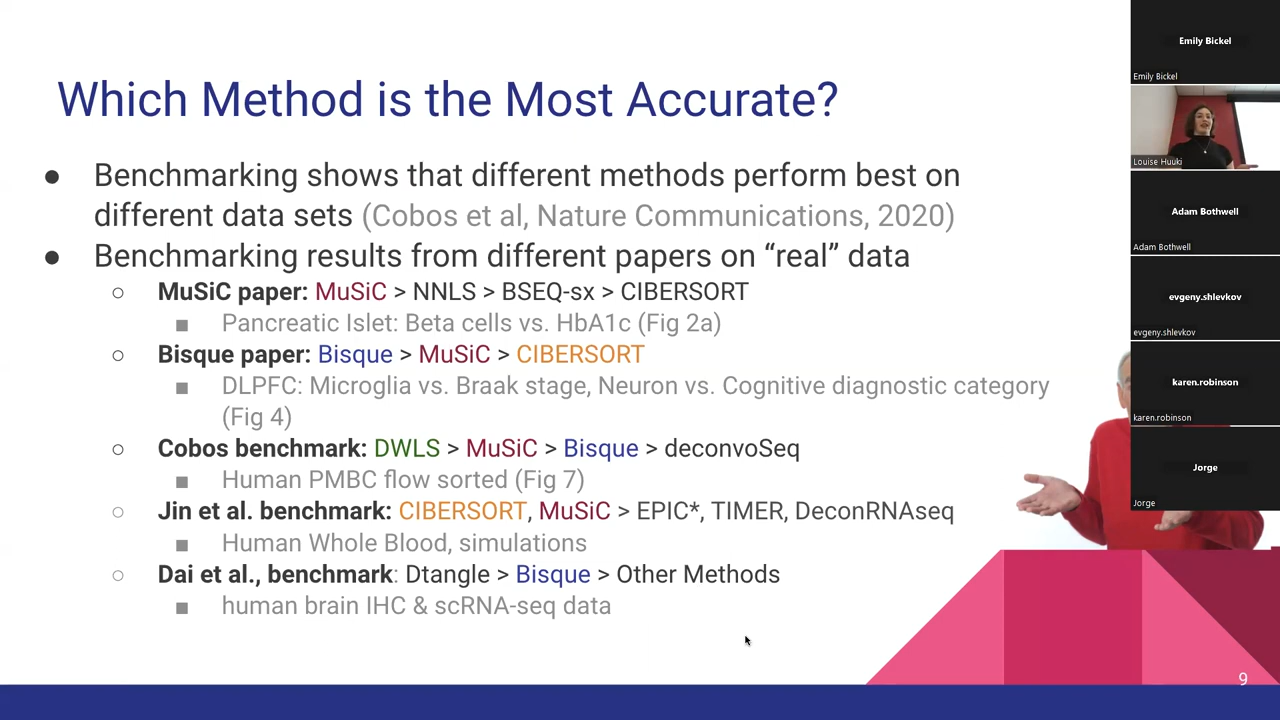 Which Method is the Most Accurate?
● Benchmarking shows that different methods perform best on
different data sets (Cobos et al, Nature Communications, 2020)
● Benchmarking results from different papers on “real” data
○ MuSiC paper: MuSiC > NNLS > BSEQ-sx > CIBERSORT
■ Pancreatic Islet: Beta cells vs. HbA1c (Fig 2a)
○ Bisque paper: Bisque > MuSiC > CIBERSORT
■ DLPFC: Microglia vs. Braak stage, Neuron vs. Cognitive diagnostic category
(Fig 4)
○ Cobos benchmark: DWLS > MuSiC > Bisque > deconvoSeq
■ Human PMBC flow sorted (Fig 7)
○ Jin et al. benchmark: CIBERSORT, MuSiC > EPIC*, TIMER, DeconRNAseq
■ Human Whole Blood, simulations
○ Dai et al., benchmark: Dtangle > Bisque > Other Methods
■ human brain IHC & scRNA-seq data
9
Emily Bickel
Emily Bickel
Louise Huuki
Adam Bothwell
Adam Bothwell
evgeny.shlevkov
evgeny.shlevkov
karen.robinson
karen.robinson
Jorge
Jorge